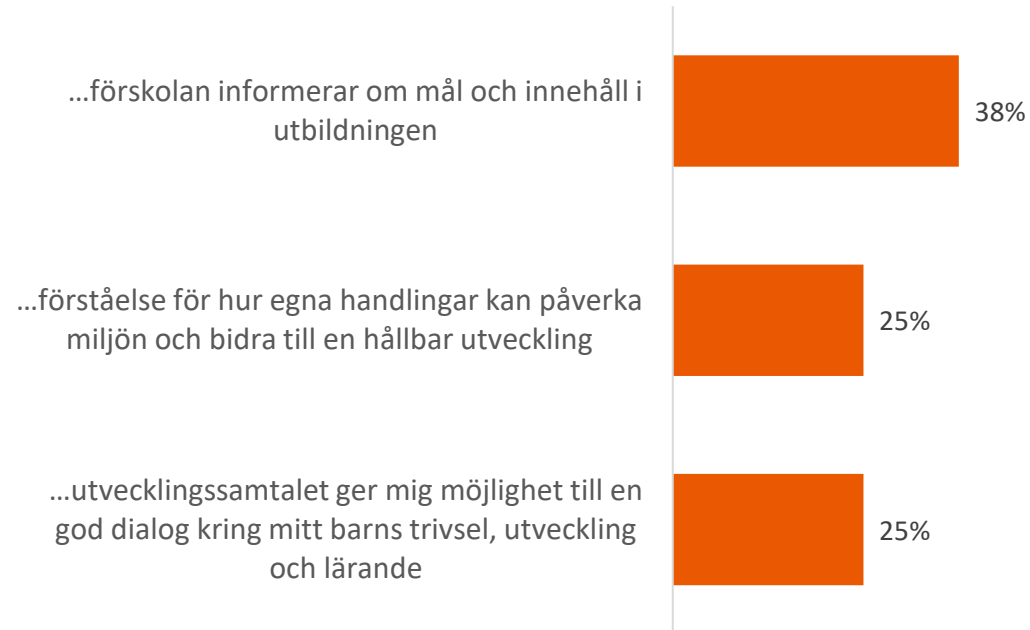 …förskolan informerar om mål och innehåll i
utbildningen
38%
…förståelse för hur egna handlingar kan påverka
miljön och bidra till en hållbar utveckling
25%
…utvecklingssamtalet ger mig möjlighet till en
god dialog kring mitt barns trivsel, utveckling
och lärande
25%